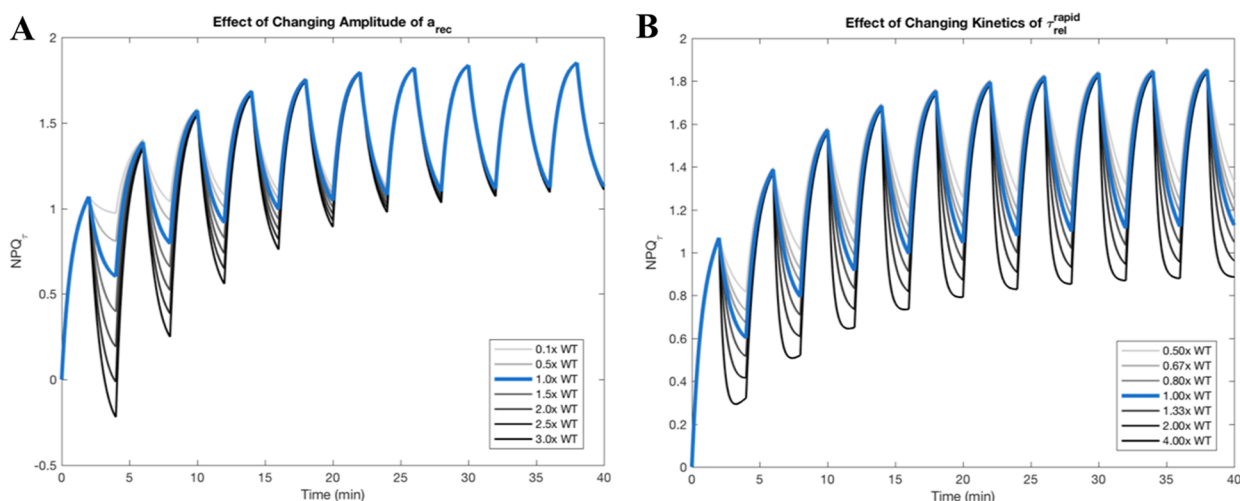 A
Effect of Changing Amplitude of a_rec
2
1.5
1
0.5
0
-0.5
NPQ_τ
0 5 10 15 20 25 30 35 40
Time (min)
0.1x WT
0.5x WT
1.0x WT
1.5x WT
2.0x WT
2.5x WT
3.0x WT
B
Effect of Changing Kinetics of τ_rel^rapid
2
1.8
1.6
1.4
1.2
1
0.8
0.6
0.4
0.2
0
NPQ_τ
0 5 10 15 20 25 30 35 40
Time (min)
0.50x WT
0.67x WT
0.80x WT
1.00x WT
1.33x WT
2.00x WT
4.00x WT